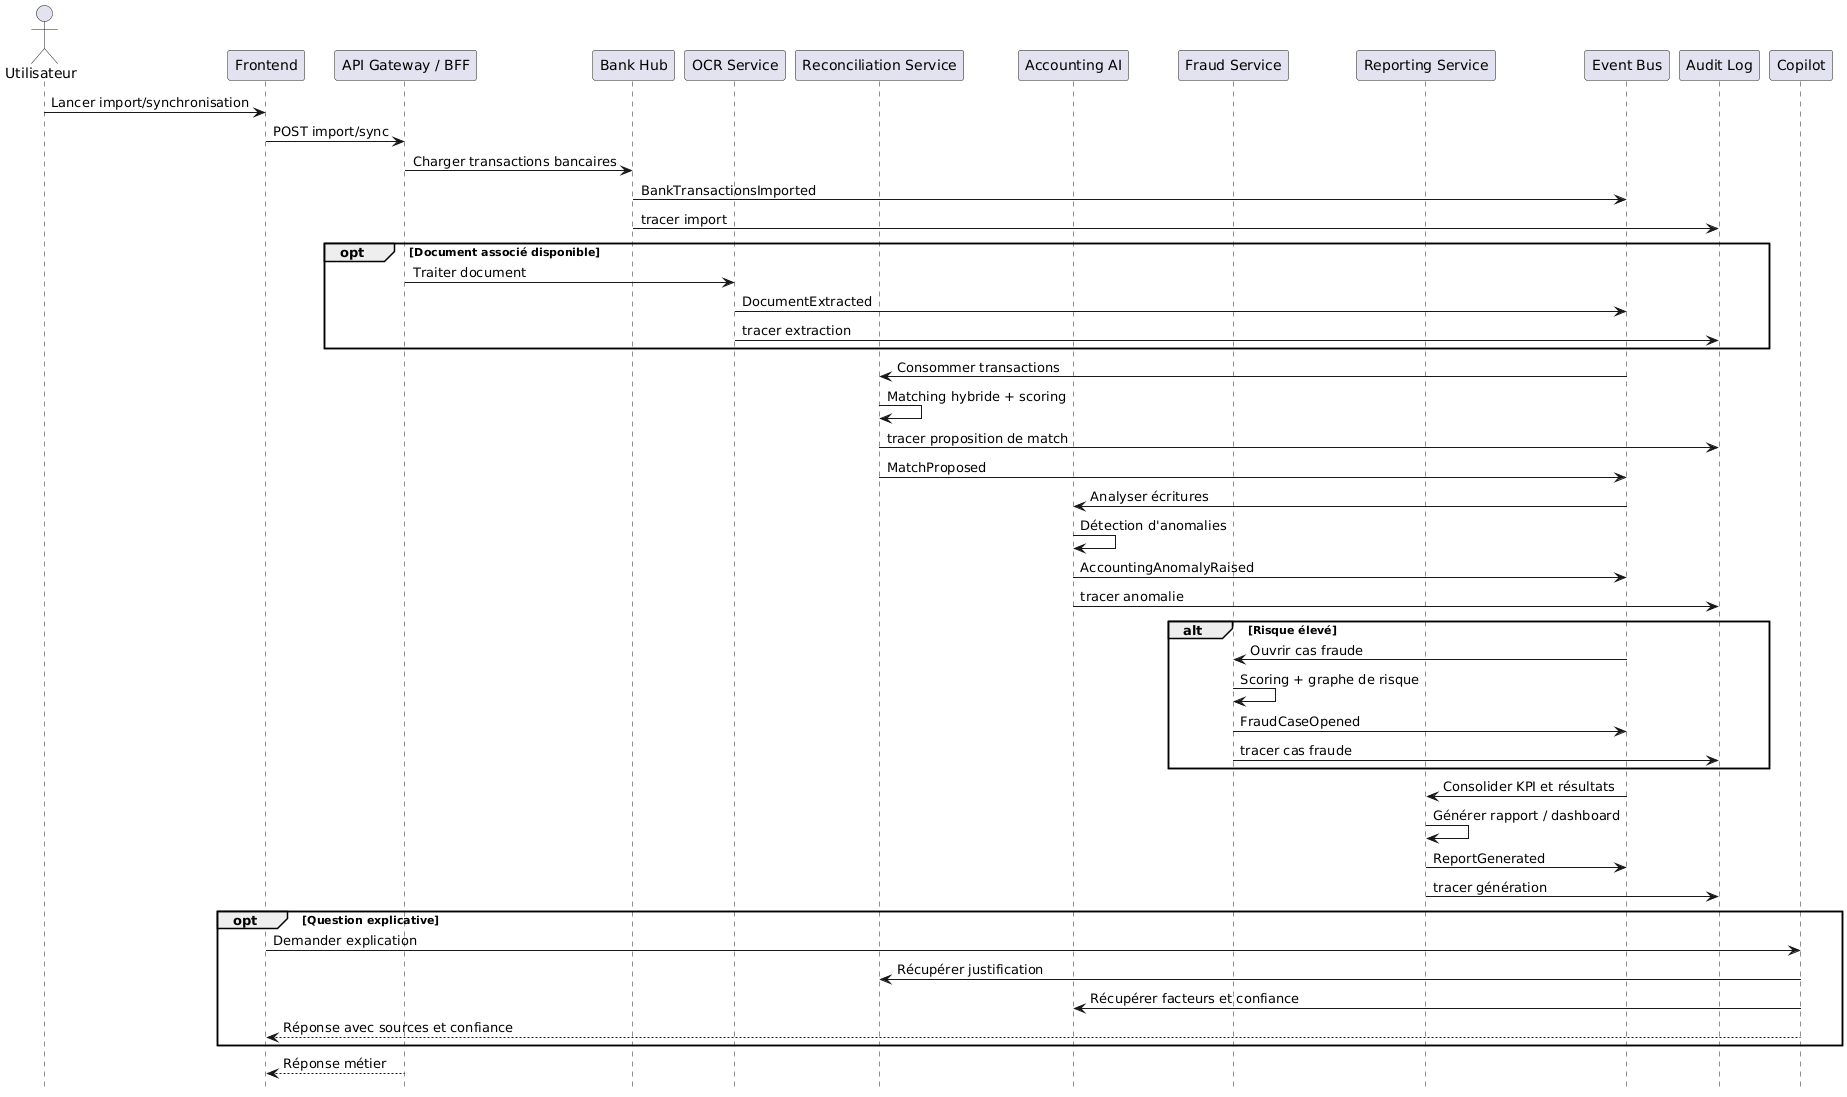 Utilisateur
Frontend
API Gateway / BFF
Bank Hub
OCR Service
Reconciliation Service
Accounting AI
Fraud Service
Reporting Service
Event Bus
Audit Log
Copilot
Lancer import/synchronisation
POST import/sync
Charger transactions bancaires
BankTransactionsImported
tracer import
opt
[Document associé disponible]
Traiter document
DocumentExtracted
tracer extraction
Consommer transactions
Matching hybride + scoring
tracer proposition de match
MatchProposed
Analyser écritures
Détection d'anomalies
AccountingAnomalyRaised
tracer anomalie
alt
[Risque élevé]
Ouvrir cas fraude
Scoring + graphe de risque
FraudCaseOpened
tracer cas fraude
Consolider KPI et résultats
Générer rapport / dashboard
ReportGenerated
tracer génération
opt
[Question explicative]
Demander explication
Récupérer justification
Récupérer facteurs et confiance
Réponse avec sources et confiance
Réponse métier